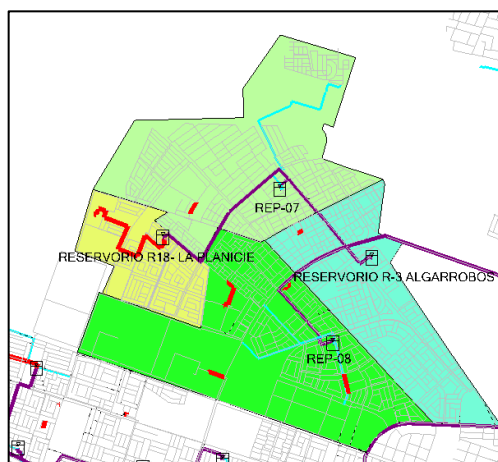 REP-07
RESERVORIO R18- LA PLANICIE
RESERVORIO R-3 ALGARROBOS
REP-08